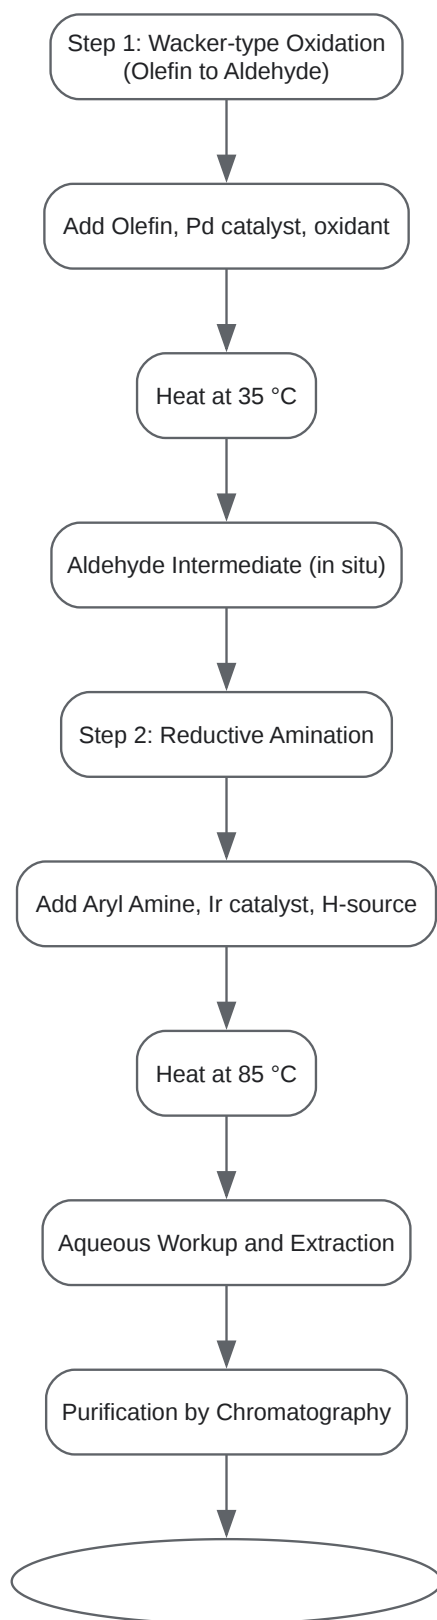 Step 1: Wacker-type Oxidation
(Olefin to Aldehyde)
Add Olefin, Pd catalyst, oxidant
Heat at 35 °C
Aldehyde Intermediate (in situ)
Step 2: Reductive Amination
Add Aryl Amine, Ir catalyst, H-source
Heat at 85 °C
Aqueous Workup and Extraction
Purification by Chromatography